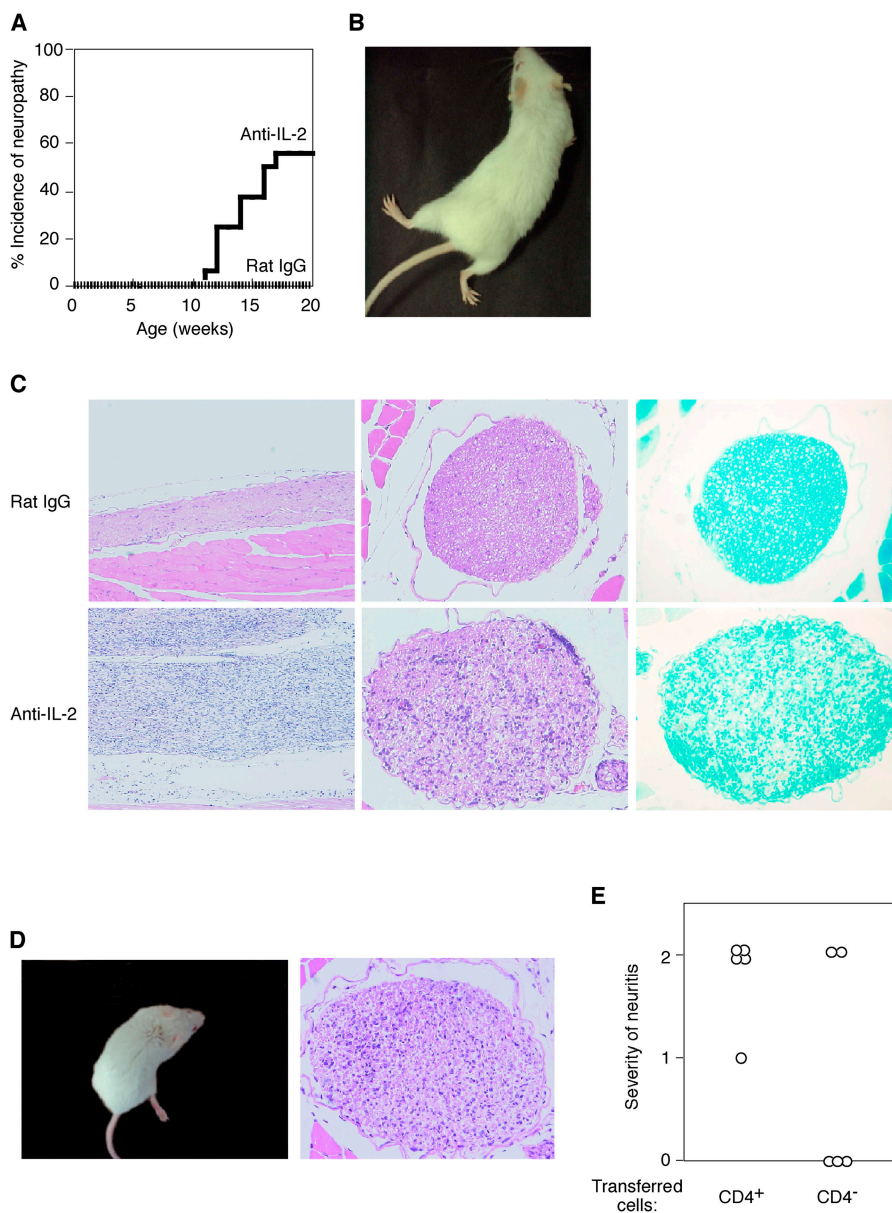 A
% Incidence of neuropathy
100
80
60
40
20
0
Anti-IL-2
Rat IgG
0
5
10
15
20
Age (weeks)
B
C
Rat IgG
Anti-IL-2
D
E
Severity of neuritis
2
1
0
Transferred
cells:
CD4+
CD4-